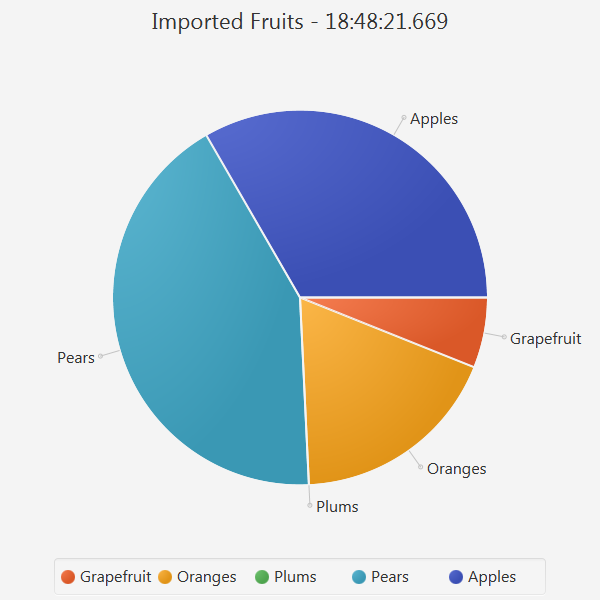 Imported Fruits - 18:48:21.669
Apples
Grapefruit
Pears
Oranges
Plums
Grapefruit Oranges Plums Pears Apples